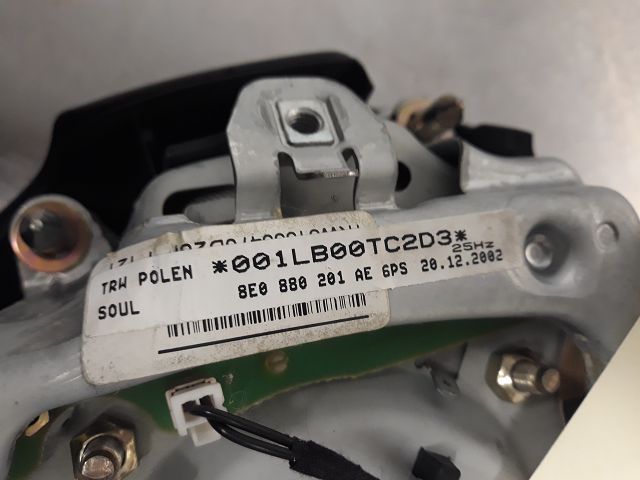 TRW POLEN *001LB00TC2D3*
25Hz
SOUL 8E0 880 201 AE 6PS 20.12.2002